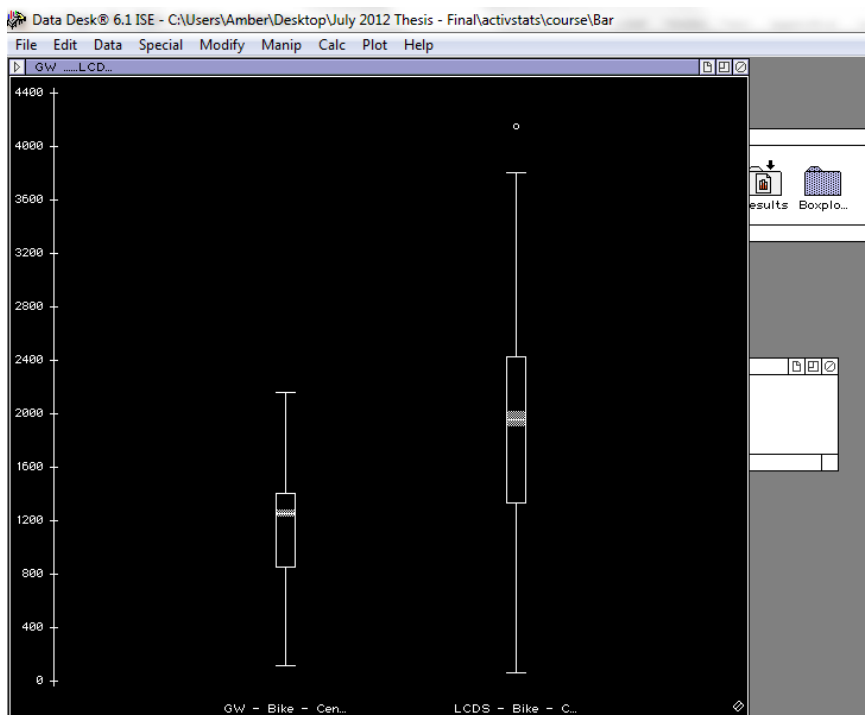 Data Desk® 6.1 ISE - C:\Users\Amber\Desktop\July 2012 Thesis - Final\activstats\course\Bar
File Edit Data Special Modify Manip Calc Plot Help
GW ……LCD…
4400
4000
3600
3200
2800
2400
2000
1600
1200
800
400
0
GW - Bike - Cen… LCDS - Bike - C…
esults Boxplo…